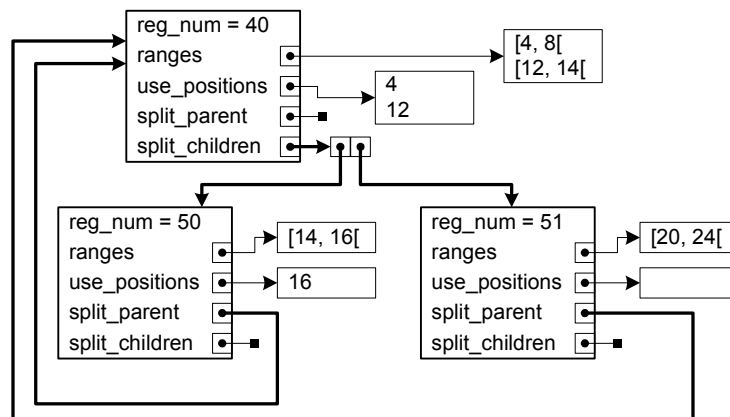 reg_num = 40
ranges
use_positions
split_parent
split_children
[4, 8[
[12, 14[
4
12
reg_num = 50
ranges
use_positions
split_parent
split_children
[14, 16[
16
reg_num = 51
ranges
use_positions
split_parent
split_children
[20, 24[